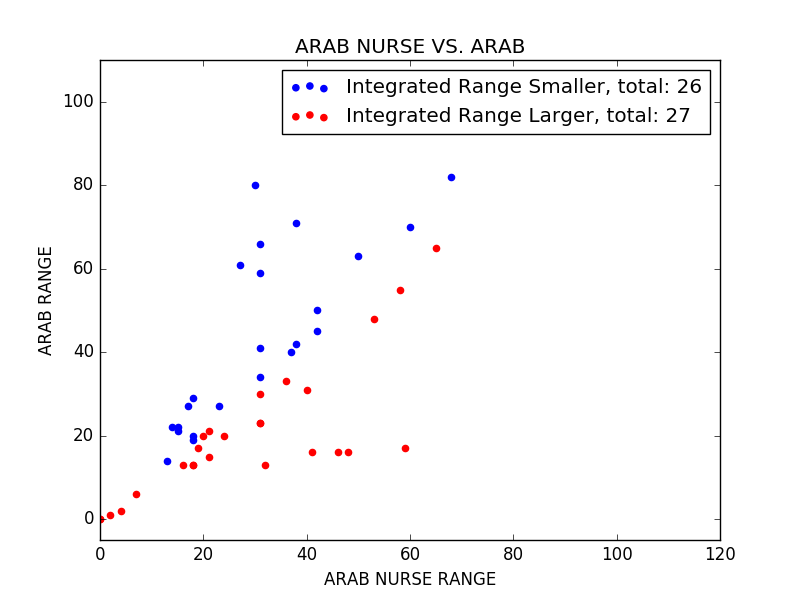 ARAB NURSE VS. ARAB
Integrated Range Smaller, total: 26
Integrated Range Larger, total: 27
100
80
60
40
20
0
ARAB RANGE
0 20 40 60 80 100 120
ARAB NURSE RANGE